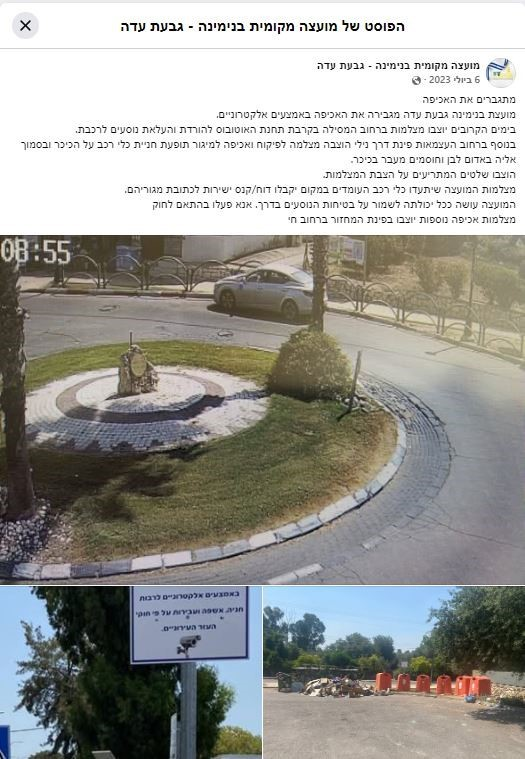 הפוסט של מועצה מקומית בנימינה - גבעת עדה
מועצה מקומית בנימינה - גבעת עדה
6 ביולי 2023
מתגברים את האכיפה
מועצת בנימינה גבעת עדה מגבירה את האכיפה באמצעים אלקטרוניים.
בימים הקרובים יוצבו מצלמות ברחוב המסילה בקרבת תחנת האוטובוס להורדת והעלאת נוסעים לרכבת.
בנוסף ברחוב העצמאות פינת דרך נילי הוצבה מצלמה לפיקוח ואכיפה למיגור תופעת חניית כלי רכב על הכיכר ובסמוך
אליה באדום לבן וחוסמים מעבר בכיכר.
הוצבו שלטים המתריעים על הצבת המצלמות.
מצלמות המועצה שיתעדו כלי רכב העומדים במקום יקבלו דוח/קנס ישירות לכתובת מגוריהם.
המועצה עושה ככל יכולתה לשמור על בטיחות הנוסעים בדרך. אנא פעלו בהתאם לחוק
מצלמות אכיפה נוספות יוצבו בפינת המחזור ברחוב חי
08:55
באמצעים אלקטרוניים לרבות
חניה, אשפה ועבירות על פי חוקי
העזר העירוניים.